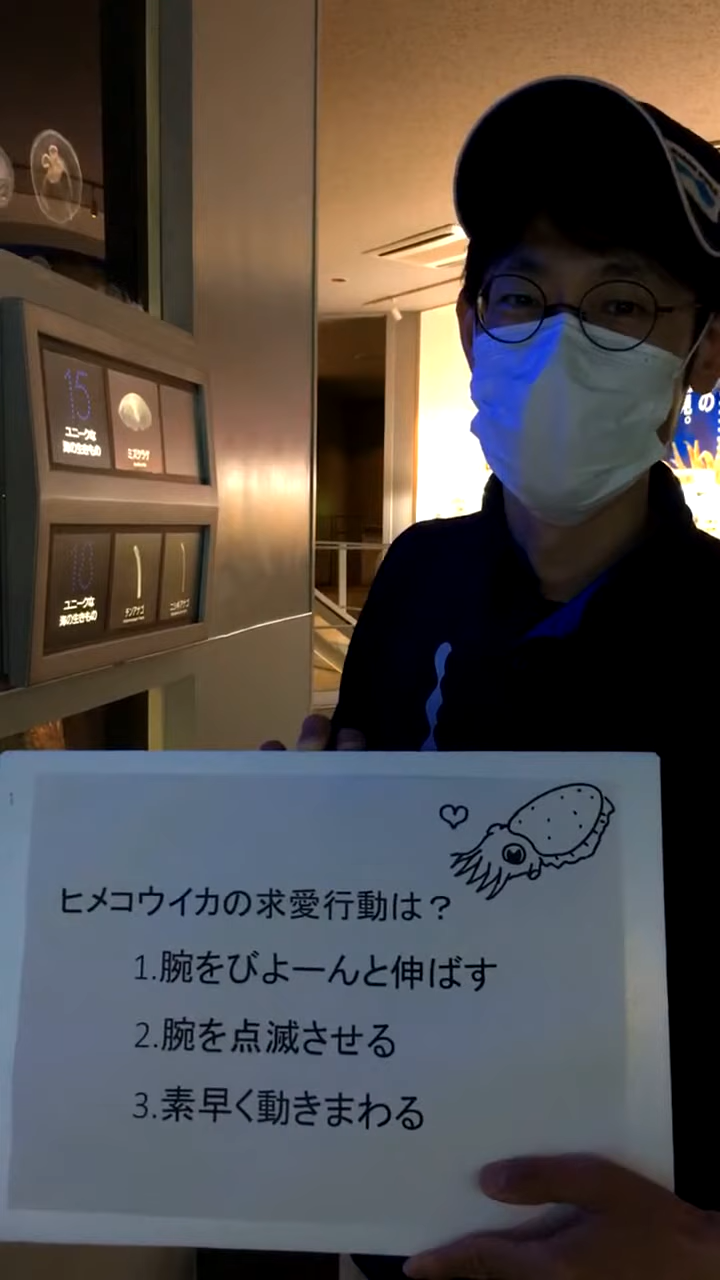 15
ユニークな
海の生きもの
ミズクラゲ
ユニークな
海の生きもの
チンアナゴ
ニシキアナゴ
の
。
1
ヒメコウイカの求愛行動は？
1.腕をびよーんと伸ばす
2.腕を点滅させる
3.素早く動きまわる